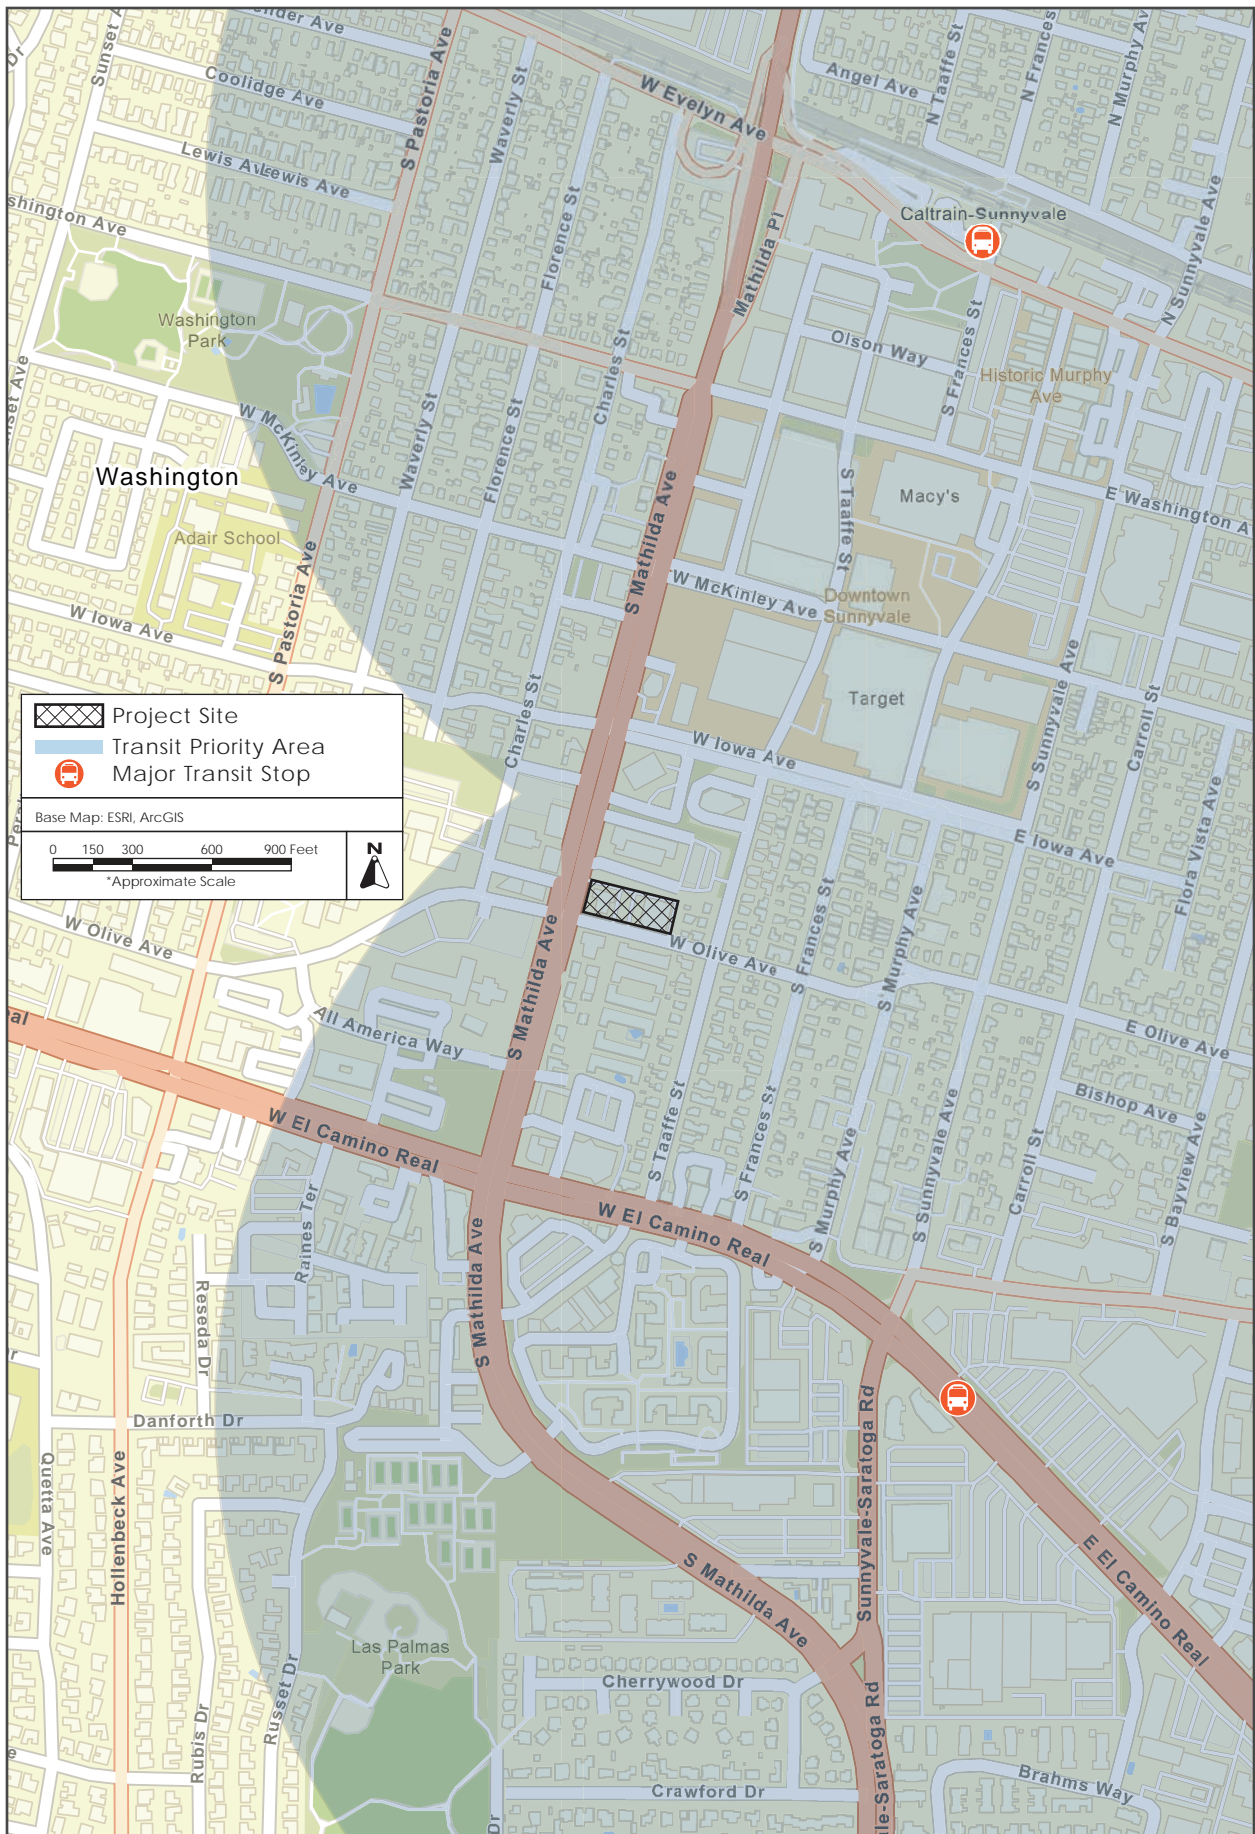 Coolidge Ave
Lewis Ave
Lewis Ave
Sunset A
Dr
S Pastoria Ave
Waverly St
W Evelyn Ave
Angel Ave
N Taaffe St
N Frances
N Murphy Av
shington Ave
Florence St
Mathilda Pl
Caltrain-Sunnyvale
N Sunnyvale Ave
Washington
Park
Olson Way
S Frances St
Historic Murphy
Ave
Charles St
W McKinley Ave
Waverly St
Florence St
Washington
Adair School
S Mathilda Ave
S Taaffe St
Macy's
E Washington A
W McKinley Ave
Downtown
Sunnyvale
W Iowa Ave
S Pastoria Ave
Charles St
Target
S Sunnyvale Ave
Carroll St
W Iowa Ave
E Iowa Ave
Flora Vista Ave
Project Site
Transit Priority Area
Major Transit Stop
Base Map: ESRI, ArcGIS
0 150 300 600 900 Feet
*Approximate Scale
N
W Olive Ave
S Mathilda Ave
W Olive Ave
S Frances St
S Murphy Ave
E Olive Ave
All America Way
S Mathilda Ave
Bishop Ave
W El Camino Real
S Taaffe St
S Frances St
S Murphy Ave
S Sunnyvale Ave
Carroll St
S Bayview Ave
Raines Ter
W El Camino Real
S Mathilda Ave
Reseda Dr
Danforth Dr
Hollenbeck Ave
Quetta Ave
Sunnyvale-Saratoga Rd
E El Camino Real
S Mathilda Ave
Las Palmas
Park
Russet Dr
Rubis Dr
Cherrywood Dr
Crawford Dr
Dr
le-Saratoga Rd
Brahms Way